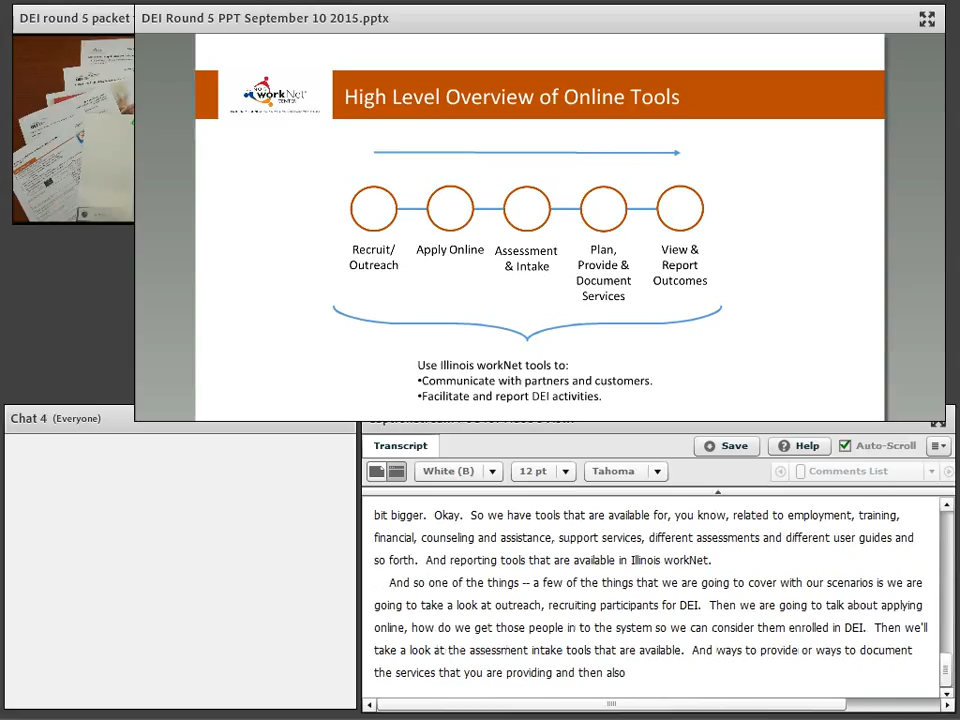 DEI round 5 packet
DEI Round 5 PPT September 10 2015.pptx
workNet
CENTER
High Level Overview of Online Tools
Recruit/
Outreach
Apply Online
Assessment
& Intake
Plan,
Provide &
Document
Services
View &
Report
Outcomes
Use Illinois workNet tools to:
•Communicate with partners and customers.
•Facilitate and report DEI activities.
Chat 4 (Everyone)
Transcript
Save
Help
Auto-Scroll
White (B)
12 pt
Tahoma
Comments List
bit bigger. Okay. So we have tools that are available for, you know, related to employment, training,
financial, counseling and assistance, support services, different assessments and different user guides and
so forth. And reporting tools that are available in Illinois workNet.
And so one of the things -- a few of the things that we are going to cover with our scenarios is we are
going to take a look at outreach, recruiting participants for DEI. Then we are going to talk about applying
online, how do we get those people in to the system so we can consider them enrolled in DEI. Then we'll
take a look at the assessment intake tools that are available. And ways to provide or ways to document
the services that you are providing and then also